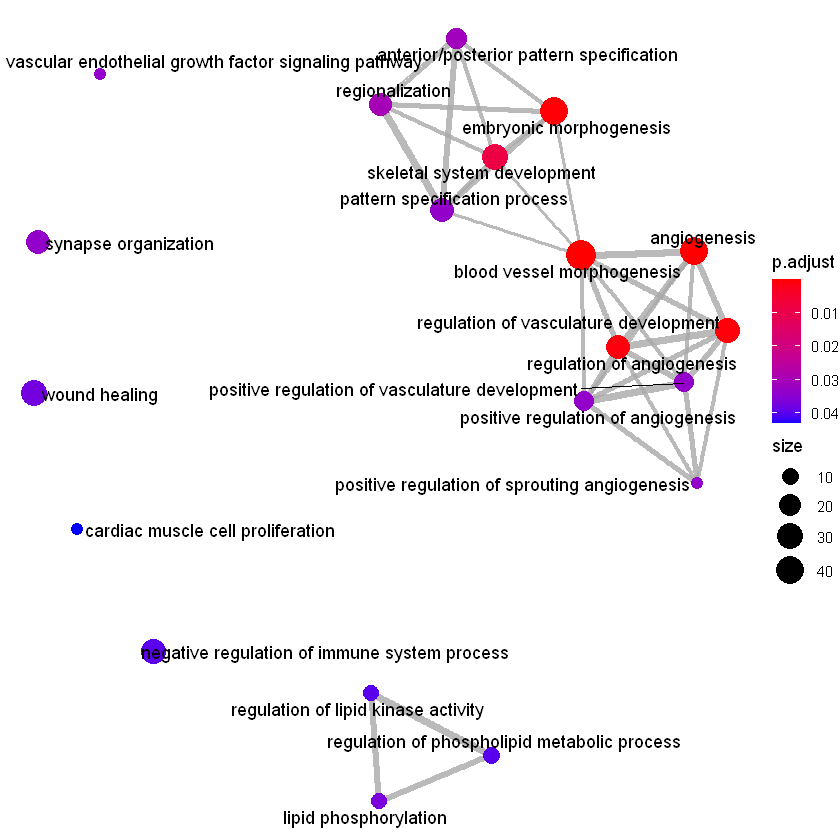 anterior/posterior pattern specification
vascular endothelial growth factor signaling pathway
regionalization
embryonic morphogenesis
skeletal system development
pattern specification process
angiogenesis
synapse organization
blood vessel morphogenesis
p.adjust
0.01
regulation of vasculature development
0.02
regulation of angiogenesis
0.03
positive regulation of vasculature development
wound healing
0.04
positive regulation of angiogenesis
size
10
positive regulation of sprouting angiogenesis
20
cardiac muscle cell proliferation
30
40
negative regulation of immune system process
regulation of lipid kinase activity
regulation of phospholipid metabolic process
lipid phosphorylation